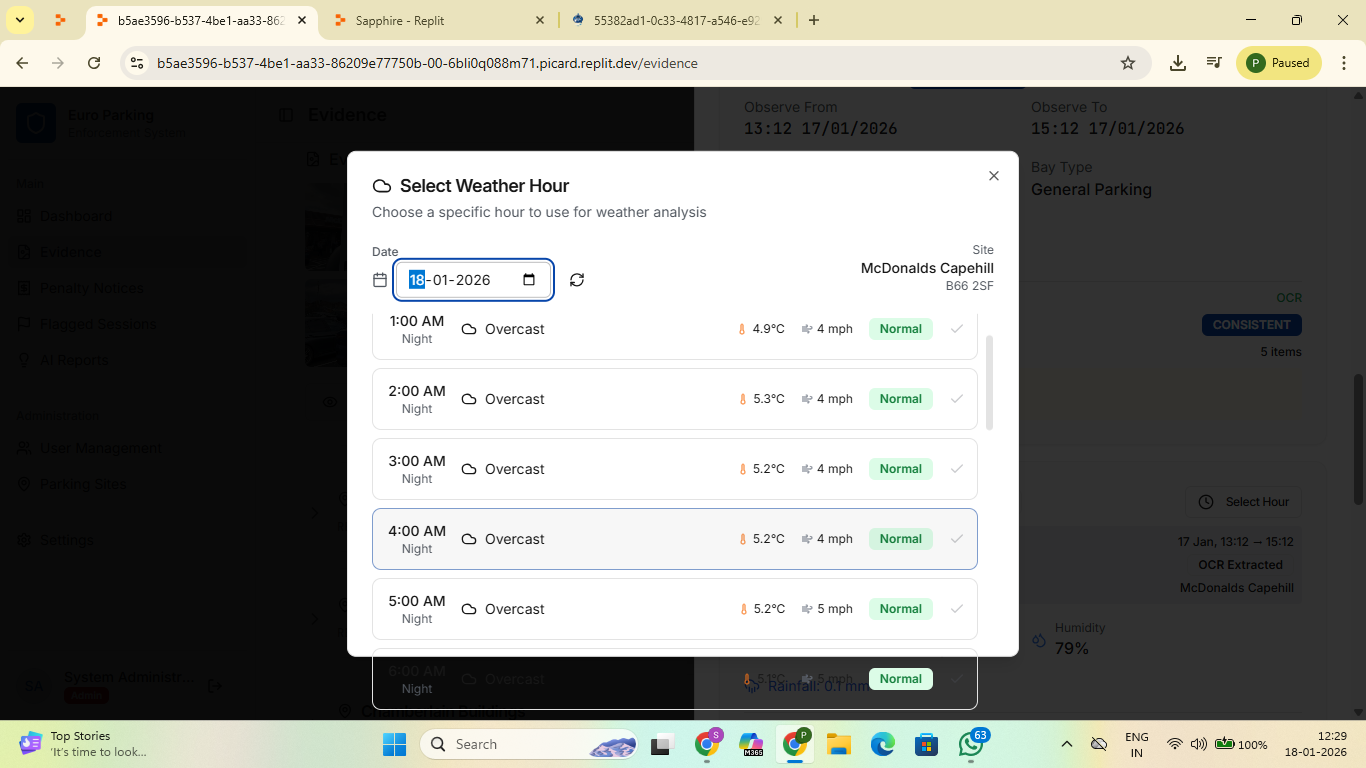 b5ae3596-b537-4be1-aa33-862
Sapphire - Replit
55382ad1-0c33-4817-a546-e92
b5ae3596-b537-4be1-aa33-86209e77750b-00-6bli0q088m71.picard.replit.dev/evidence
P
Paused
Euro Parking
Enforcement System
Evidence
Main
Dashboard
Evidence
Penalty Notices
Flagged Sessions
AI Reports
Administration
User Management
Parking Sites
Settings
SA
System Administr...
Admin
Chamberlain Buildings
Observe From
13:12 17/01/2026
Observe To
15:12 17/01/2026
Bay Type
General Parking
OCR
CONSISTENT
5 items
Select Hour
17 Jan, 13:12 → 15:12
OCR Extracted
McDonalds Capehill
Humidity
79%
Rainfall: 0.1 mm
Select Weather Hour
Choose a specific hour to use for weather analysis
Date
18-01-2026
Site
McDonalds Capehill
B66 2SF
1:00 AM
Night
Overcast
4.9°C
4 mph
Normal
2:00 AM
Night
Overcast
5.3°C
4 mph
Normal
3:00 AM
Night
Overcast
5.2°C
4 mph
Normal
4:00 AM
Night
Overcast
5.2°C
4 mph
Normal
5:00 AM
Night
Overcast
5.2°C
5 mph
Normal
6:00 AM
Night
Overcast
5.1°C
5 mph
Normal
Top Stories
'It's time to look...
Search
S
M365
P
63
ENG
IN
100%
12:29
18-01-2026